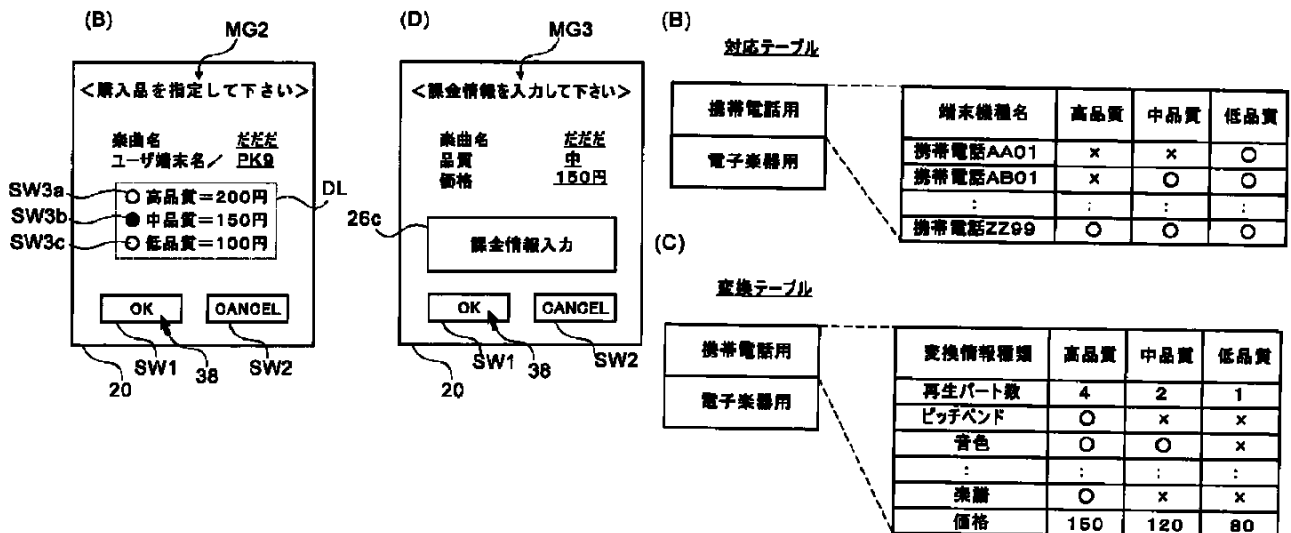 (B)
MG2
<購入品を指定して下さい>
楽曲名 だだだ
ユーザ端末名／ PK9
SW3a
○ 高品質=200円
DL
SW3b
● 中品質=150円
SW3c
○ 低品質=100円
OK
CANCEL
20
SW1
38
SW2
(D)
MG3
<課金情報を入力して下さい>
楽曲名 だだだ
品質 中
価格 150円
26c
課金情報入力
OK
CANCEL
20
SW1
38
SW2
(B)
対応テーブル
携帯電話用
電子楽器用
端末機種名 高品質 中品質 低品質
携帯電話AA01 × × ○
携帯電話AB01 × ○ ○
: : : :
携帯電話ZZ99 ○ ○ ○
(C)
変換テーブル
携帯電話用
電子楽器用
変換情報種類 高品質 中品質 低品質
再生パート数 4 2 1
ピッチベンド ○ × ×
音色 ○ ○ ×
: : : :
楽譜 ○ × ×
価格 150 120 80